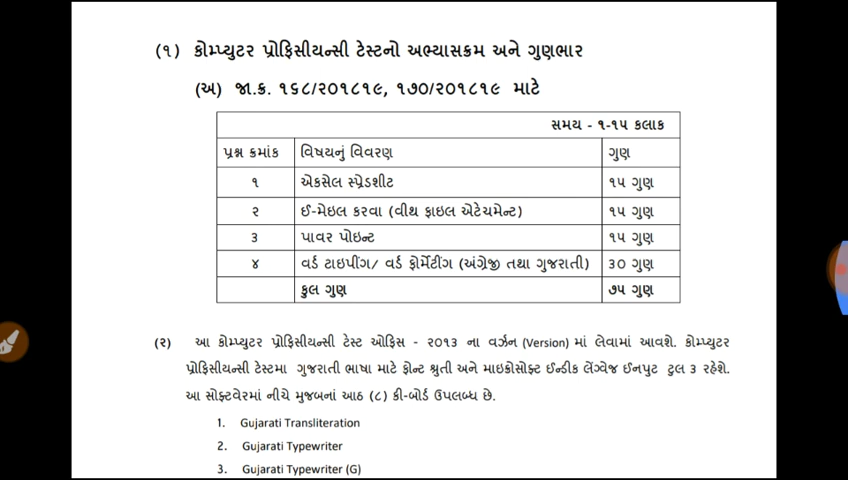 (૧) કોમ્પ્યુટર પ્રોફિસીયન્સી ટેસ્ટનો અભ્યાસક્રમ અને ગુણભાર
(અ) જા.ક્ર. ૧૬૮/૨૦૧૮૧૯, ૧૭૦/૨૦૧૮૧૯ માટે
સમય - ૧-૧૫ કલાક
પ્રશ્ન ક્રમાંક વિષયનું વિવરણ ગુણ
૧ એકસેલ સ્પ્રેડશીટ ૧૫ ગુણ
૨ ઈ-મેઇલ કરવા (વીથ ફાઇલ એટેચમેન્ટ) ૧૫ ગુણ
૩ પાવર પોઇન્ટ ૧૫ ગુણ
૪ વર્ડ ટાઇપીંગ/ વર્ડ ફોર્મેટીંગ (અંગ્રેજી તથા ગુજરાતી) ૩૦ ગુણ
કુલ ગુણ ૭૫ ગુણ
(૨) આ કોમ્પ્યુટર પ્રોફિસીયન્સી ટેસ્ટ ઓફિસ - ૨૦૧૩ ના વર્ઝન (Version) માં લેવામાં આવશે. કોમ્પ્યુટર
પ્રોફિસીયન્સી ટેસ્ટમા ગુજરાતી ભાષા માટે ફોન્ટ શ્રુતી અને માઇક્રોસોફ્ટ ઈન્ડીક લેંગ્વેજ ઈનપુટ ટુલ ૩ રહેશે.
આ સોફ્ટવેરમાં નીચે મુજબનાં આઠ (૮) કી-બોર્ડ ઉપલબ્ધ છે.
1. Gujarati Transliteration
2. Gujarati Typewriter
3. Gujarati Typewriter (G)